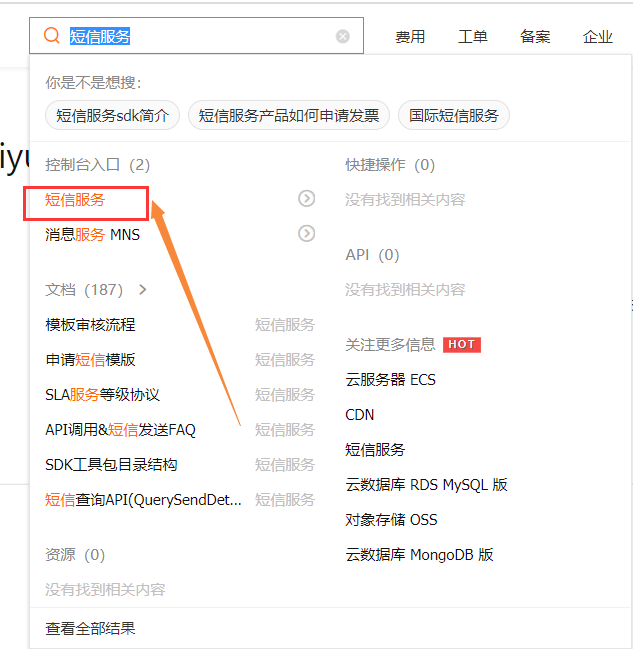 短信服务
费用 工单 备案 企业
你是不是想搜：
短信服务sdk简介 短信服务产品如何申请发票 国际短信服务
控制台入口（2）
短信服务
消息服务 MNS
文档（187）
模板审核流程 短信服务
申请短信模版 短信服务
SLA服务等级协议 短信服务
API调用&短信发送FAQ 短信服务
SDK工具包目录结构 短信服务
短信查询API(QuerySendDet... 短信服务
资源（0）
没有找到相关内容
快捷操作（0）
没有找到相关内容
API（0）
没有找到相关内容
关注更多信息 HOT
云服务器 ECS
CDN
短信服务
云数据库 RDS MySQL 版
对象存储 OSS
云数据库 MongoDB 版
查看全部结果